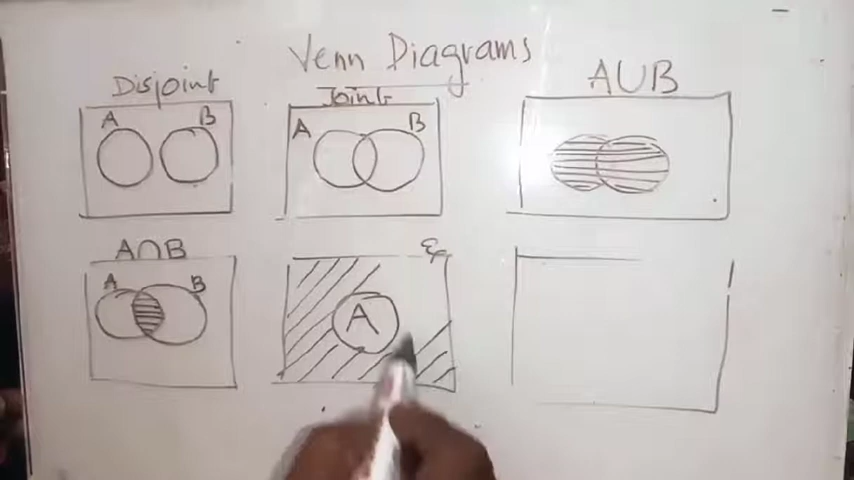 Venn Diagrams
Disjoint
Joint
A∪B
A B
A B
A∩B
A B
ξ
A